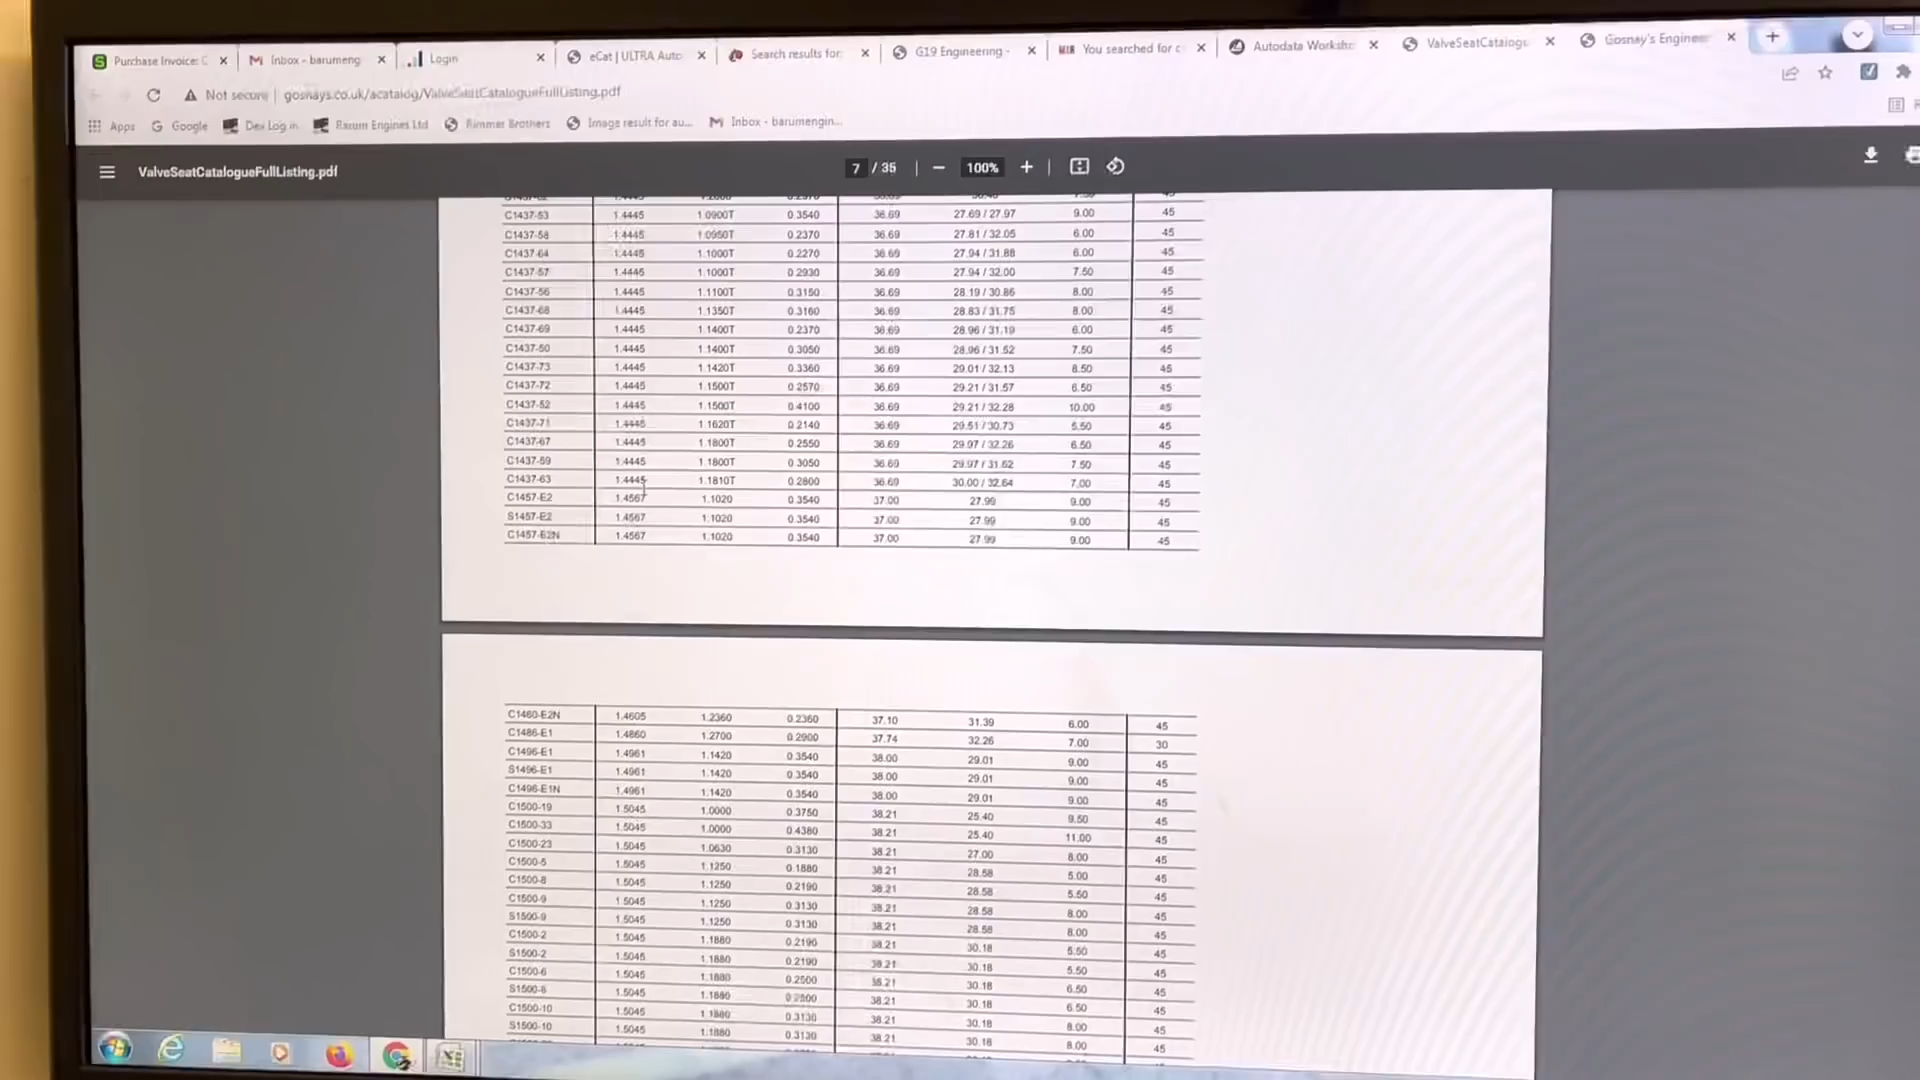 Purchase Invoice: C
Inbox - barumeng
Login
eCat | ULTRA Auto
Search results for
G19 Engineering -
You searched for c
Autodata Worksho
ValveSeatCatalogu
Gosnay's Enginee
Not secure | gosnays.co.uk/acatalog/ValveSeatCatalogueFullListing.pdf
Apps Google Dev Log in Barum Engines Ltd Rimmer Brothers Image result for au... Inbox - barumengin...
ValveSeatCatalogueFullListing.pdf 7 / 35 − 100% +
C1437-53 1.4445 1.0900T 0.3540 36.69 27.69 / 27.97 9.00 45
C1437-58 1.4445 1.0950T 0.2370 36.69 27.81 / 32.05 6.00 45
C1437-64 1.4445 1.1000T 0.2270 36.69 27.94 / 31.88 6.00 45
C1437-57 1.4445 1.1000T 0.2930 36.69 27.94 / 32.00 7.50 45
C1437-56 1.4445 1.1100T 0.3150 36.69 28.19 / 30.86 8.00 45
C1437-68 1.4445 1.1350T 0.3160 36.69 28.83 / 31.75 8.00 45
C1437-69 1.4445 1.1400T 0.2370 36.69 28.96 / 31.19 6.00 45
C1437-50 1.4445 1.1400T 0.3050 36.69 28.96 / 31.52 7.50 45
C1437-73 1.4445 1.1420T 0.3360 36.69 29.01 / 32.13 8.50 45
C1437-72 1.4445 1.1500T 0.2570 36.69 29.21 / 31.57 6.50 45
C1437-52 1.4445 1.1500T 0.4100 36.69 29.21 / 32.28 10.00 45
C1437-71 1.4445 1.1620T 0.2140 36.69 29.51 / 30.73 5.50 45
C1437-67 1.4445 1.1800T 0.2550 36.69 29.97 / 32.26 6.50 45
C1437-59 1.4445 1.1800T 0.3050 36.69 29.97 / 31.62 7.50 45
C1437-63 1.4445 1.1810T 0.2800 36.69 30.00 / 32.64 7.00 45
C1457-E2 1.4567 1.1020 0.3540 37.00 27.99 9.00 45
S1457-E2 1.4567 1.1020 0.3540 37.00 27.99 9.00 45
C1457-E2N 1.4567 1.1020 0.3540 37.00 27.99 9.00 45
C1460-E2N 1.4605 1.2360 0.2360 37.10 31.39 6.00 45
C1486-E1 1.4860 1.2700 0.2900 37.74 32.26 7.00 30
C1496-E1 1.4961 1.1420 0.3540 38.00 29.01 9.00 45
S1496-E1 1.4961 1.1420 0.3540 38.00 29.01 9.00 45
C1496-E1N 1.4961 1.1420 0.3540 38.00 29.01 9.00 45
C1500-19 1.5045 1.0000 0.3750 38.21 25.40 9.50 45
C1500-33 1.5045 1.0000 0.4380 38.21 25.40 11.00 45
C1500-23 1.5045 1.0630 0.3130 38.21 27.00 8.00 45
C1500-5 1.5045 1.1250 0.1880 38.21 28.58 5.00 45
C1500-8 1.5045 1.1250 0.2190 38.21 28.58 5.50 45
C1500-9 1.5045 1.1250 0.3130 38.21 28.58 8.00 45
S1500-9 1.5045 1.1250 0.3130 38.21 28.58 8.00 45
C1500-2 1.5045 1.1880 0.2190 38.21 30.18 5.50 45
S1500-2 1.5045 1.1880 0.2190 38.21 30.18 5.50 45
C1500-6 1.5045 1.1880 0.2500 38.21 30.18 6.50 45
S1500-6 1.5045 1.1880 0.2500 38.21 30.18 6.50 45
C1500-10 1.5045 1.1880 0.3130 38.21 30.18 8.00 45
S1500-10 1.5045 1.1880 0.3130 38.21 30.18 8.00 45